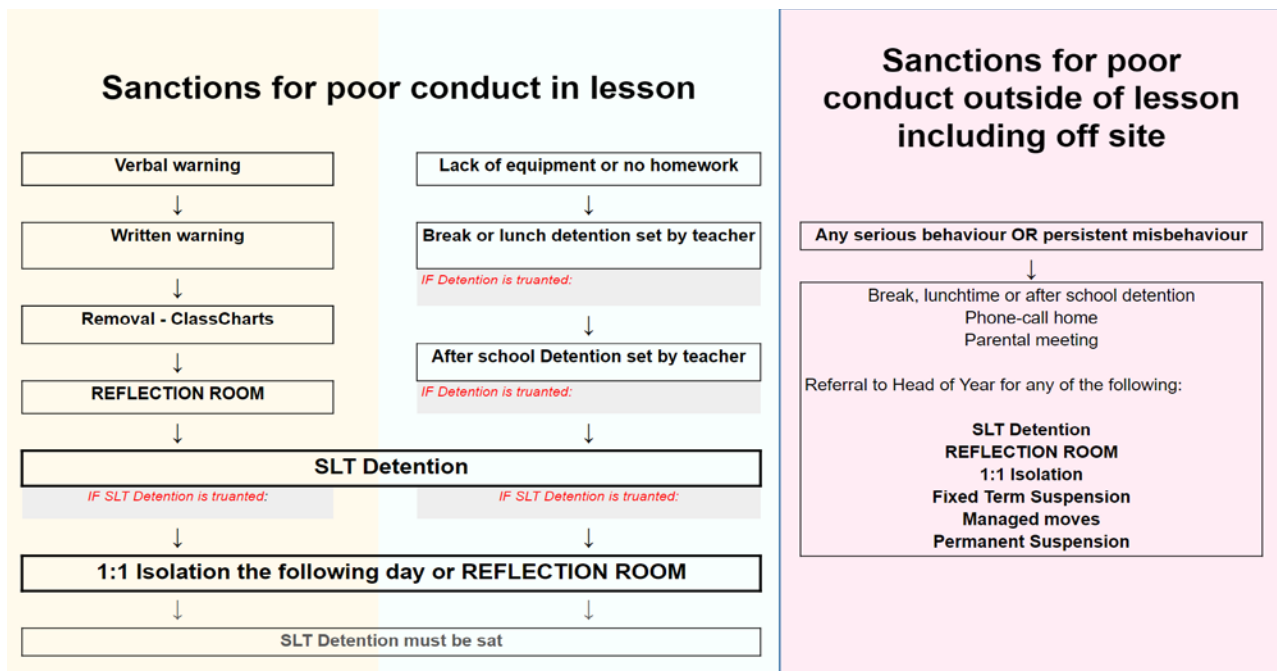 Sanctions for poor conduct in lesson
Verbal warning
↓
Written warning
↓
Removal - ClassCharts
↓
REFLECTION ROOM
↓
Lack of equipment or no homework
↓
Break or lunch detention set by teacher
IF Detention is truanted:
↓
After school Detention set by teacher
IF Detention is truanted:
↓
SLT Detention
IF SLT Detention is truanted:
IF SLT Detention is truanted:
↓ ↓
1:1 Isolation the following day or REFLECTION ROOM
↓ ↓
SLT Detention must be sat
Sanctions for poor
conduct outside of lesson
including off site
Any serious behaviour OR persistent misbehaviour
↓
Break, lunchtime or after school detention
Phone-call home
Parental meeting
Referral to Head of Year for any of the following:
SLT Detention
REFLECTION ROOM
1:1 Isolation
Fixed Term Suspension
Managed moves
Permanent Suspension